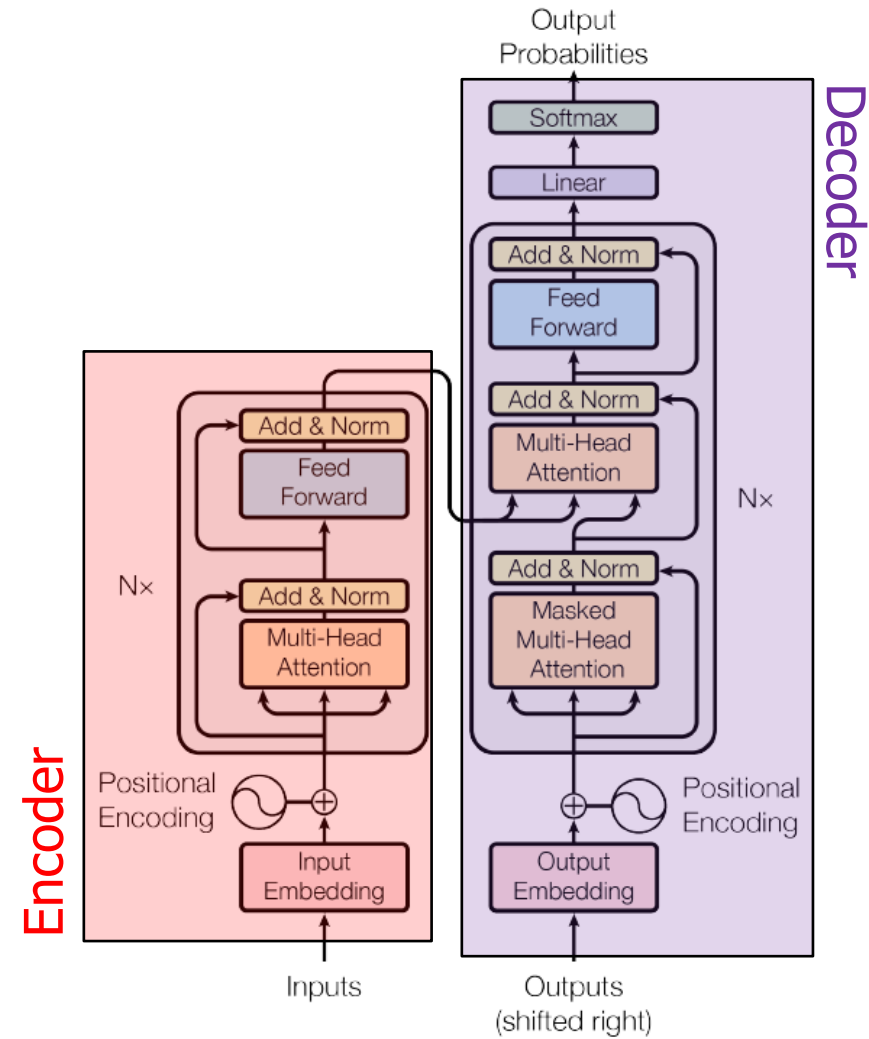 Output
Probabilities
Softmax
Linear
Add & Norm
Feed
Forward
Add & Norm
Multi-Head
Attention
Add & Norm
Masked
Multi-Head
Attention
N×
Positional
Encoding
Output
Embedding
Outputs
(shifted right)
Decoder
Add & Norm
Feed
Forward
Add & Norm
Multi-Head
Attention
N×
Positional
Encoding
Input
Embedding
Inputs
Encoder